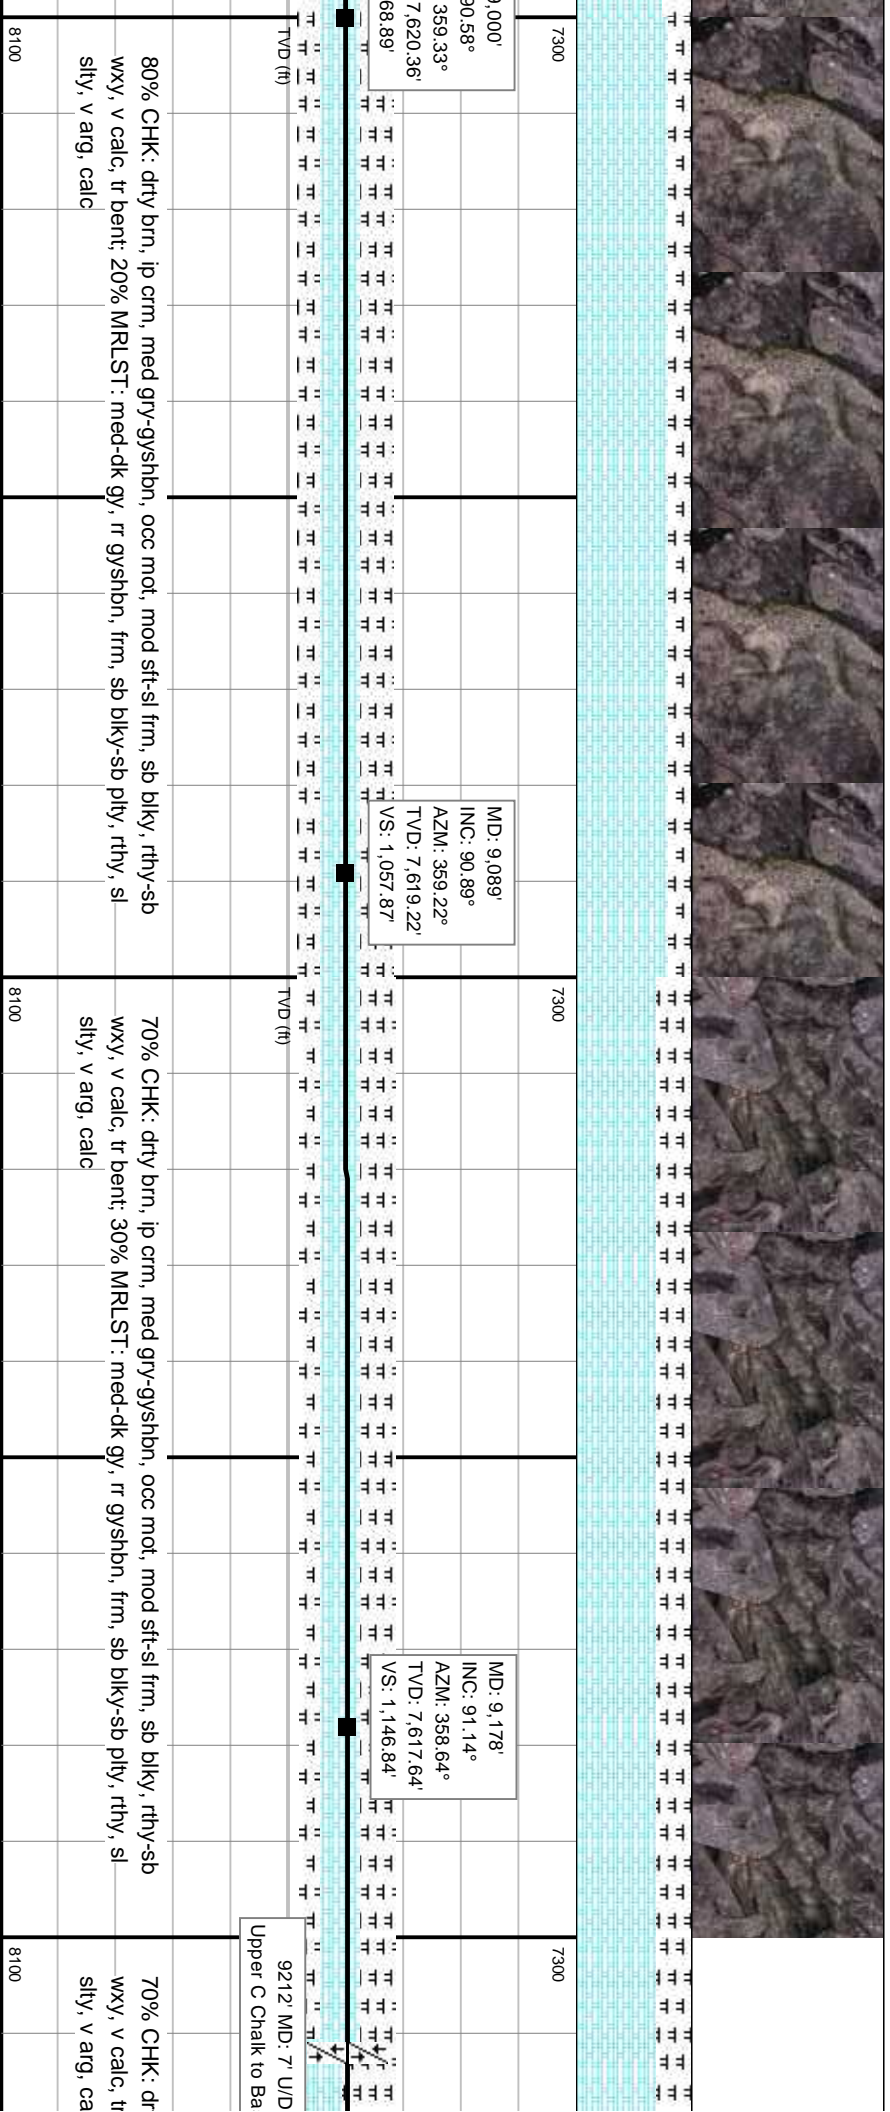 9,000'
90.58°
359.33°
7,620.36'
68.89'
7300
TVD (ft)
8100
80% CHK: drty brn, ip crm, med gry-gyshbn, occ mot, mod sft-sl frm, sb blky, rthy-sb
wxy, v calc, tr bent; 20% MRLST: med-dk gy, rr gyshbn, frm, sb blky-sb plty, rthy, sl
slty, v arg, calc
MD: 9,089'
INC: 90.89°
AZM: 359.22°
TVD: 7,619.22'
VS: 1,057.87'
7300
TVD (ft)
8100
70% CHK: drty brn, ip crm, med gry-gyshbn, occ mot, mod sft-sl frm, sb blky, rthy-sb
wxy, v calc, tr bent; 30% MRLST: med-dk gy, rr gyshbn, frm, sb blky-sb plty, rthy, sl
slty, v arg, calc
MD: 9,178'
INC: 91.14°
AZM: 358.64°
TVD: 7,617.64'
VS: 1,146.84'
7300
9212' MD: 7' U/D
Upper C Chalk to Ba
8100
70% CHK: dr
wxy, v calc, tr
slty, v arg, ca